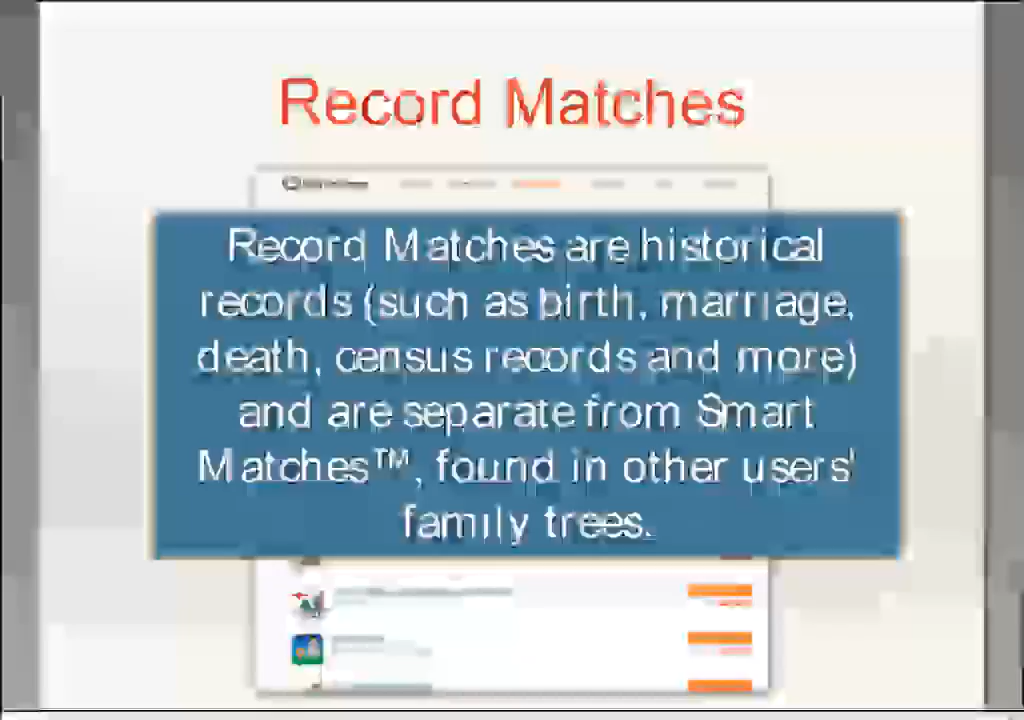 Record Matches
Record Matches are historical
records (such as birth, marriage,
death, census records and more)
and are separate from Smart
Matches™, found in other users'
family trees.